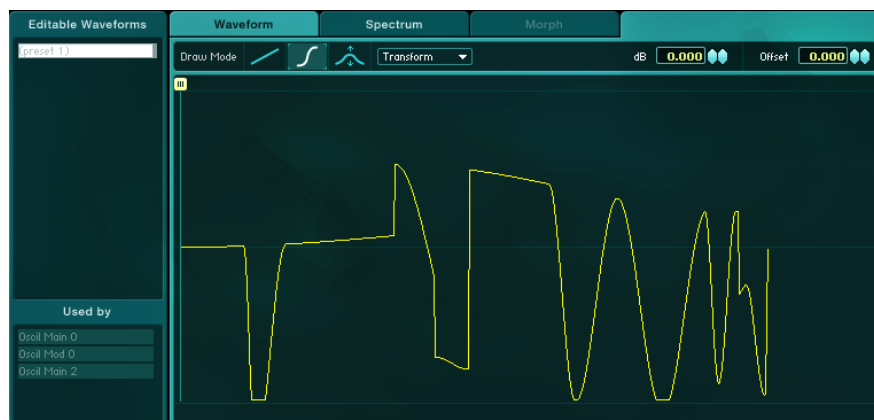 Editable Waveforms
(preset 1)
Waveform Spectrum Morph
Draw Mode Transform dB 0.000 Offset 0.000
Used by
Oscil Main 0
Oscil Mod 0
Oscil Main 2